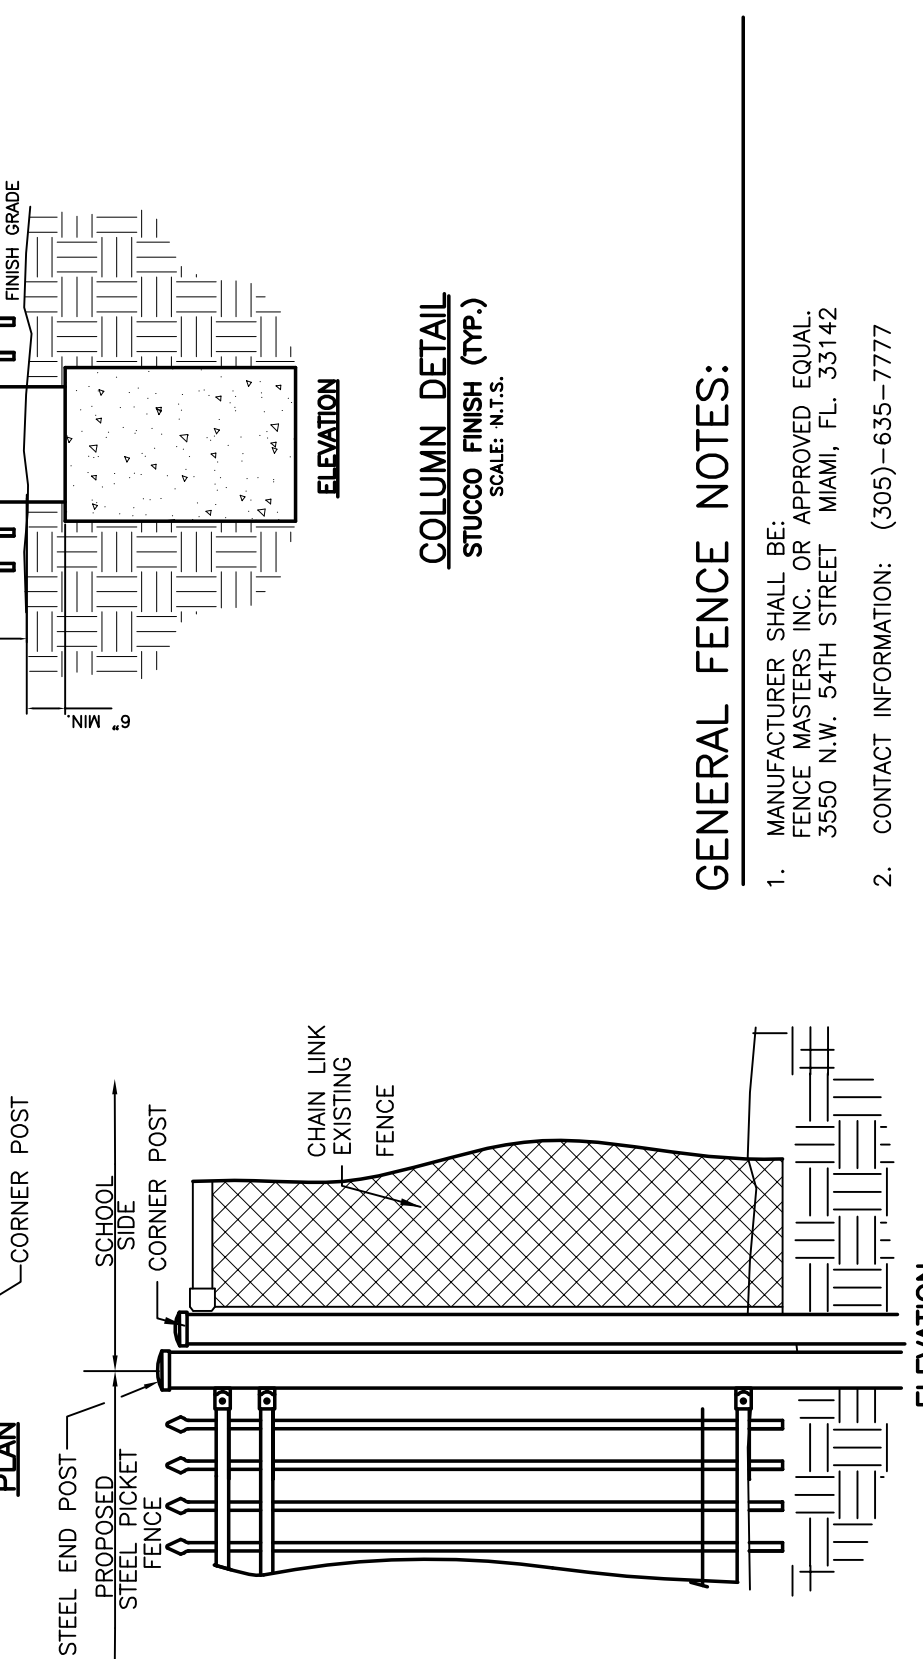 FINISH GRADE
6" MIN.
ELEVATION
COLUMN DETAIL
STUCCO FINISH (TYP.)
SCALE: N.T.S.
GENERAL FENCE NOTES:
1. MANUFACTURER SHALL BE:
FENCE MASTERS INC. OR APPROVED EQUAL.
3550 N.W. 54TH STREET MIAMI, FL. 33142
2. CONTACT INFORMATION: (305)-635-7777
PLAN
CORNER POST
STEEL END POST
PROPOSED
STEEL PICKET
FENCE
SCHOOL
SIDE
CORNER POST
CHAIN LINK
EXISTING
FENCE
ELEVATION